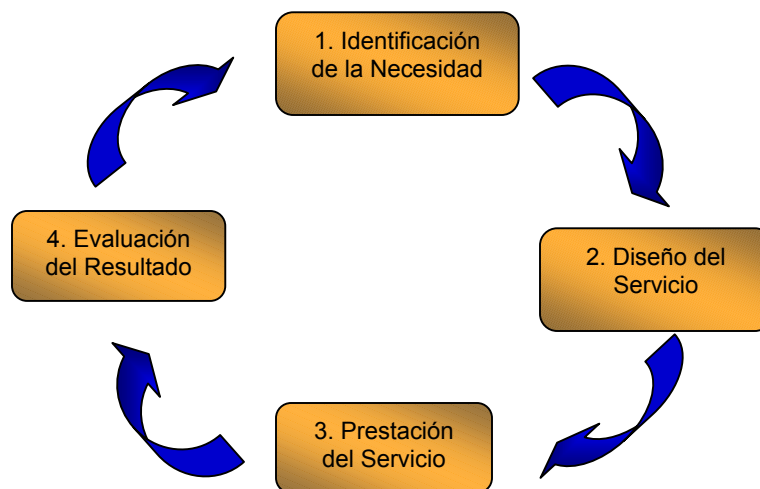 1. Identificación
de la Necesidad
2. Diseño del
Servicio
3. Prestación
del Servicio
4. Evaluación
del Resultado